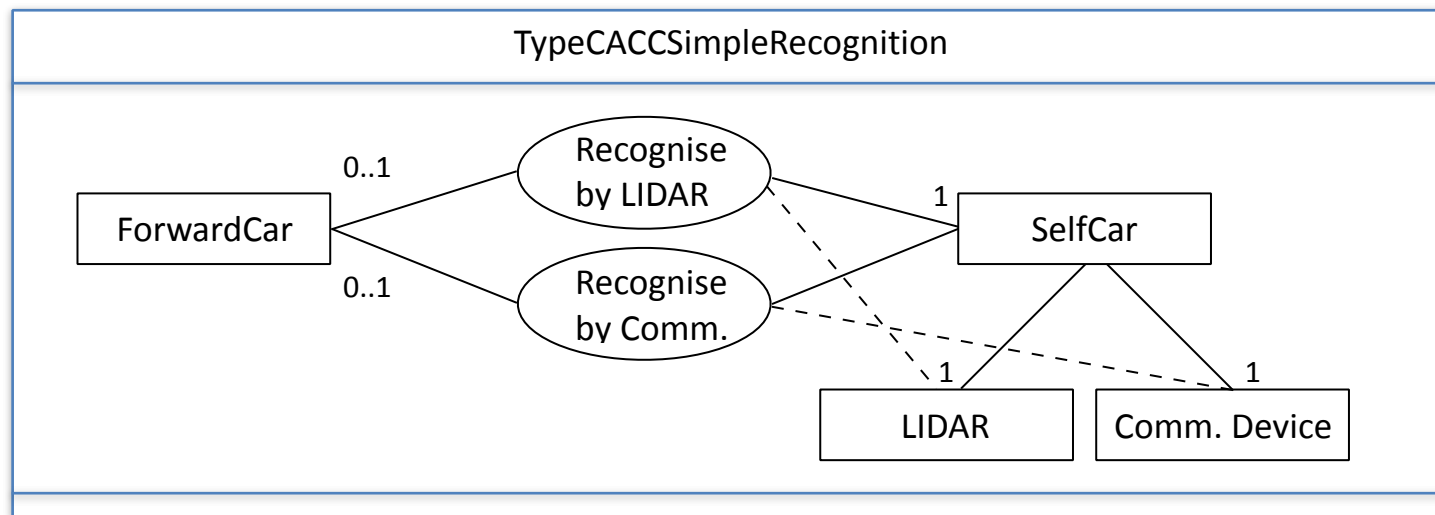 TypeCACCSimpleRecognition
0..1
Recognise
by LIDAR
1
ForwardCar
SelfCar
0..1
Recognise
by Comm.
1
1
LIDAR
Comm. Device